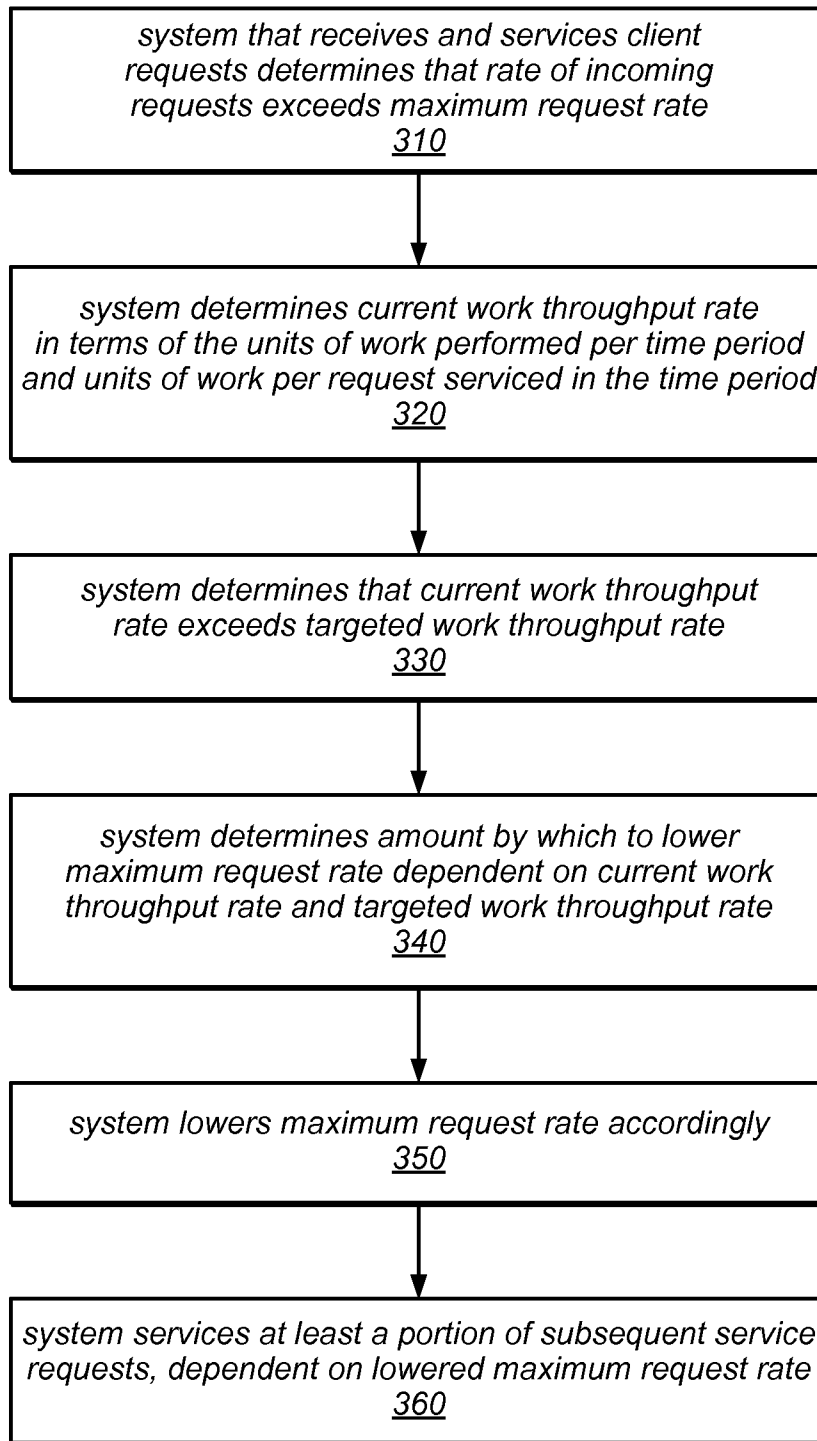 system that receives and services client
requests determines that rate of incoming
requests exceeds maximum request rate
310
system determines current work throughput rate
in terms of the units of work performed per time period
and units of work per request serviced in the time period
320
system determines that current work throughput
rate exceeds targeted work throughput rate
330
system determines amount by which to lower
maximum request rate dependent on current work
throughput rate and targeted work throughput rate
340
system lowers maximum request rate accordingly
350
system services at least a portion of subsequent service
requests, dependent on lowered maximum request rate
360